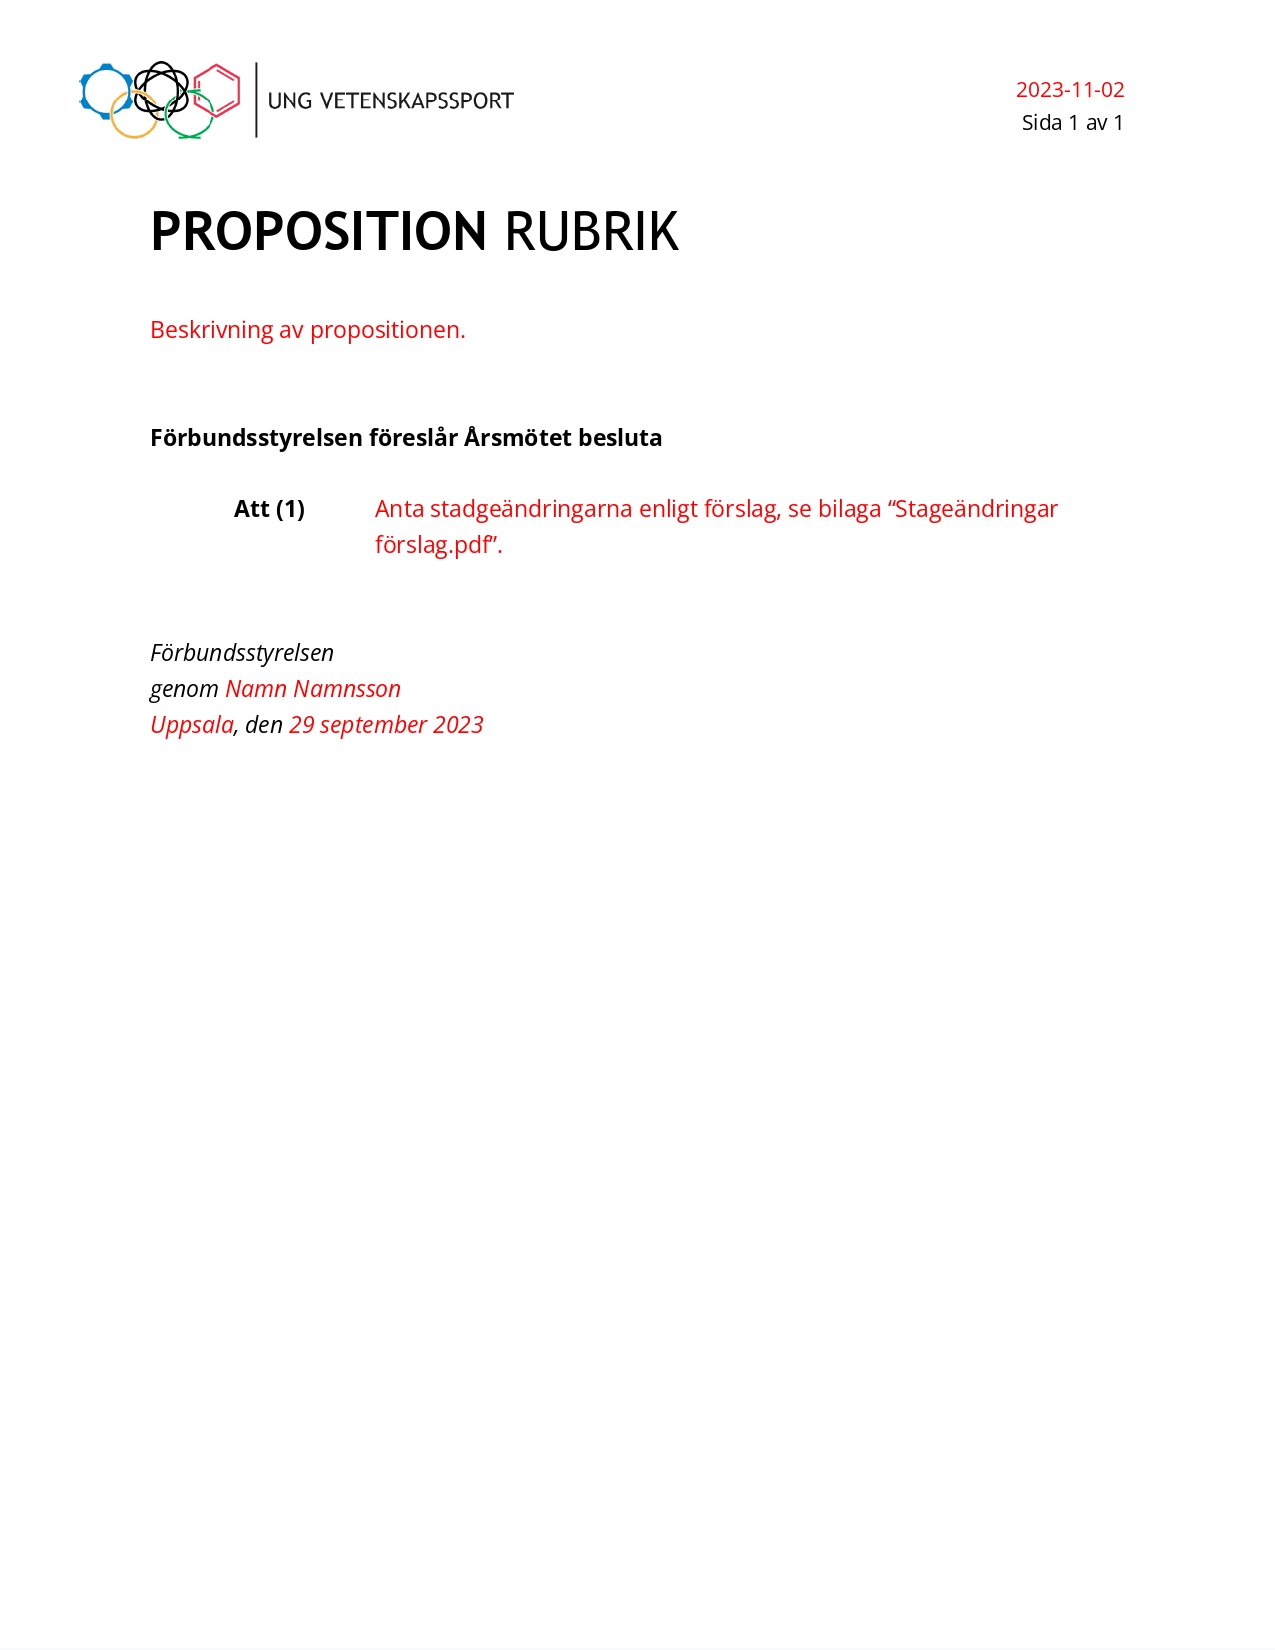 UNG VETENSKAPSSPORT
2023-11-02
Sida 1 av 1
PROPOSITION RUBRIK
Beskrivning av propositionen.
Förbundsstyrelsen föreslår Årsmötet besluta
Att (1) Anta stadgeändringarna enligt förslag, se bilaga “Stageändringar
förslag.pdf”.
Förbundsstyrelsen
genom Namn Namnsson
Uppsala, den 29 september 2023